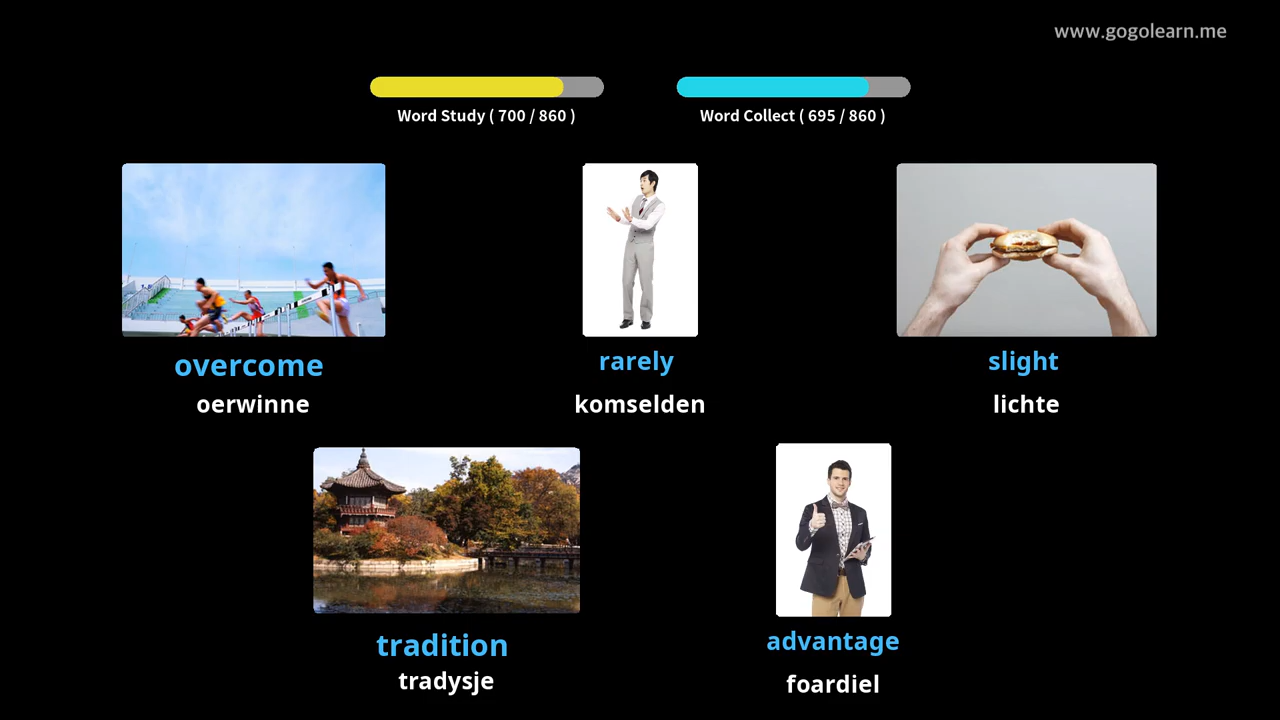 www.gogolearn.me
Word Study ( 700 / 860 )
Word Collect ( 695 / 860 )
overcome
oerwinne
rarely
komselden
slight
lichte
tradition
tradysje
advantage
foardiel